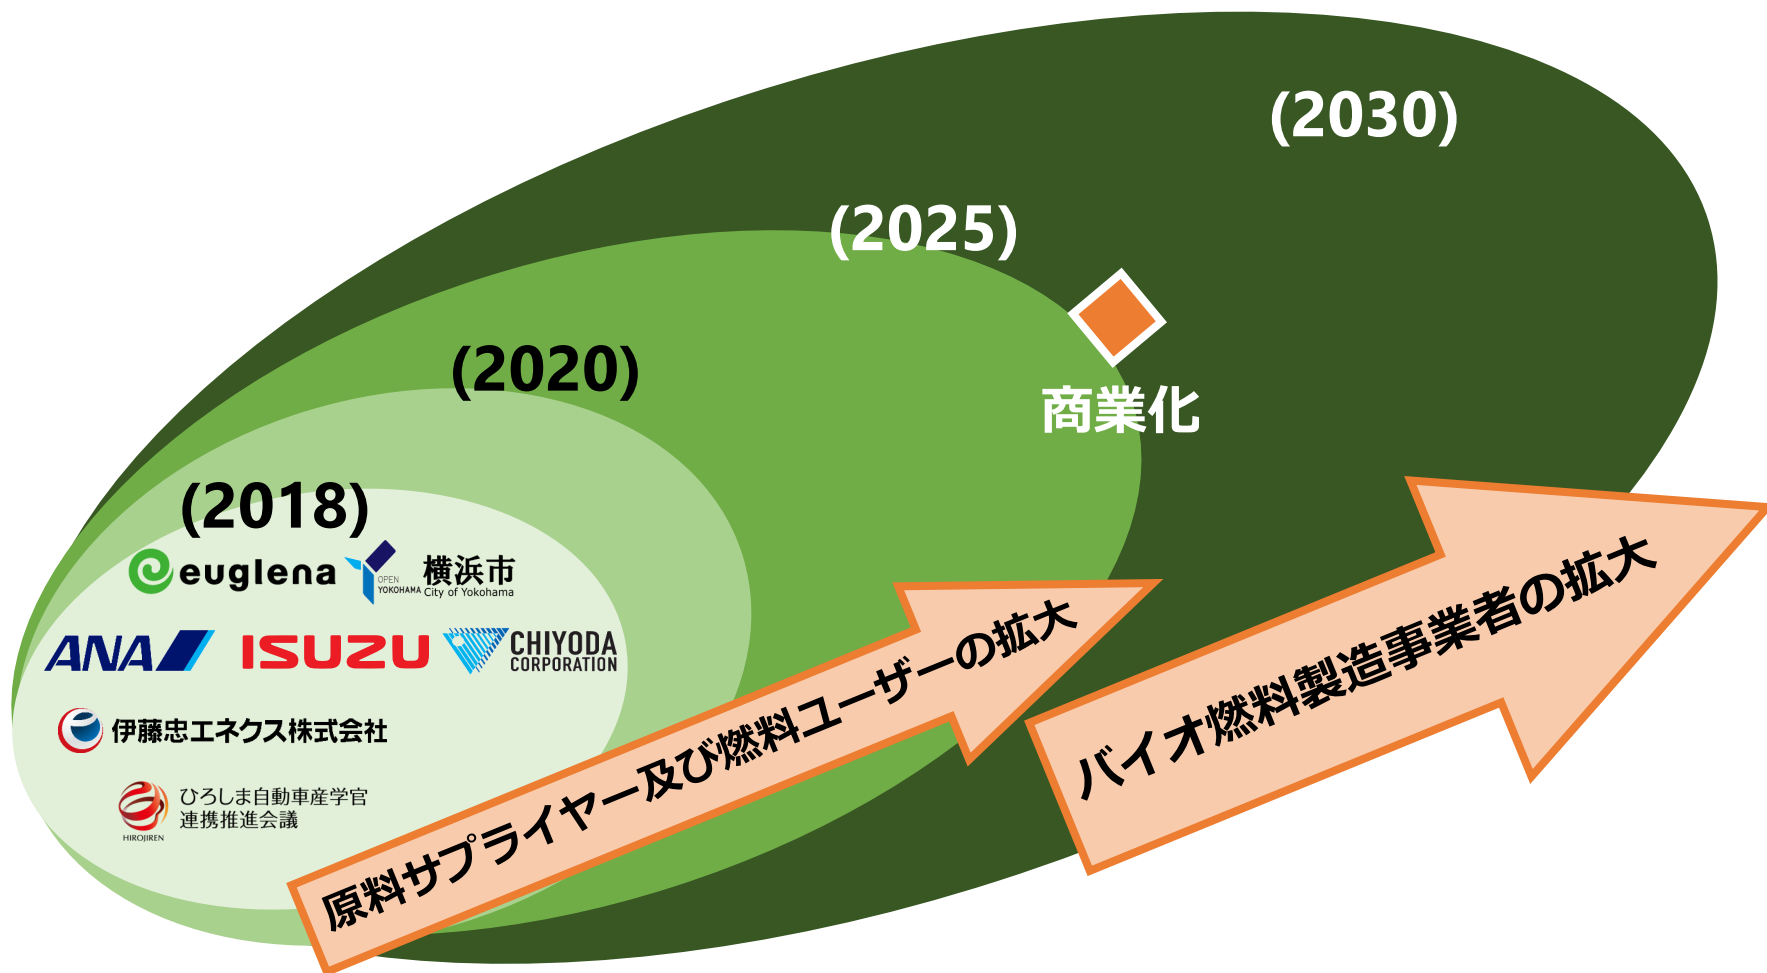 (2030)
(2025)
商業化
(2020)
(2018)
euglena
OPEN
YOKOHAMA
横浜市
City of Yokohama
ANA
ISUZU
CHIYODA
CORPORATION
伊藤忠エネクス株式会社
HIROJIREN
ひろしま自動車産学官
連携推進会議
原料サプライヤー及び燃料ユーザーの拡大
バイオ燃料製造事業者の拡大